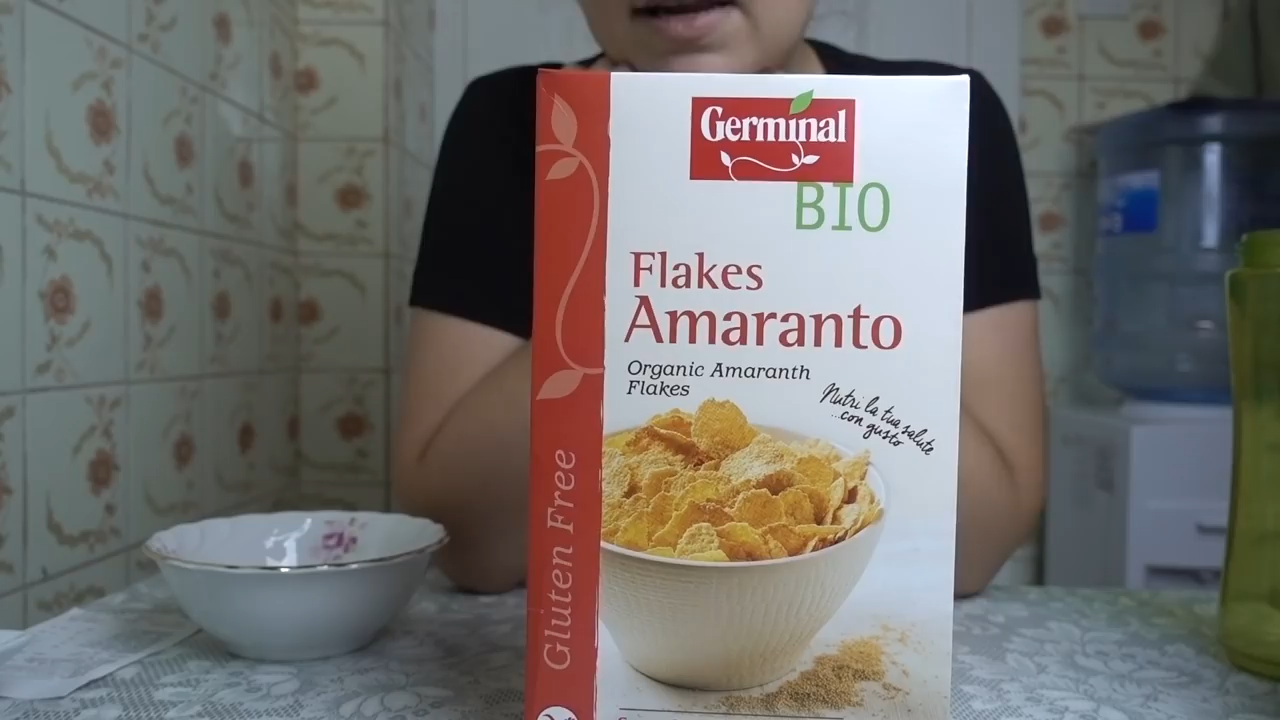 Germinal
BIO
Flakes
Amaranto
Organic Amaranth
Flakes
Nutri la tua salute
...con gusto
Gluten Free